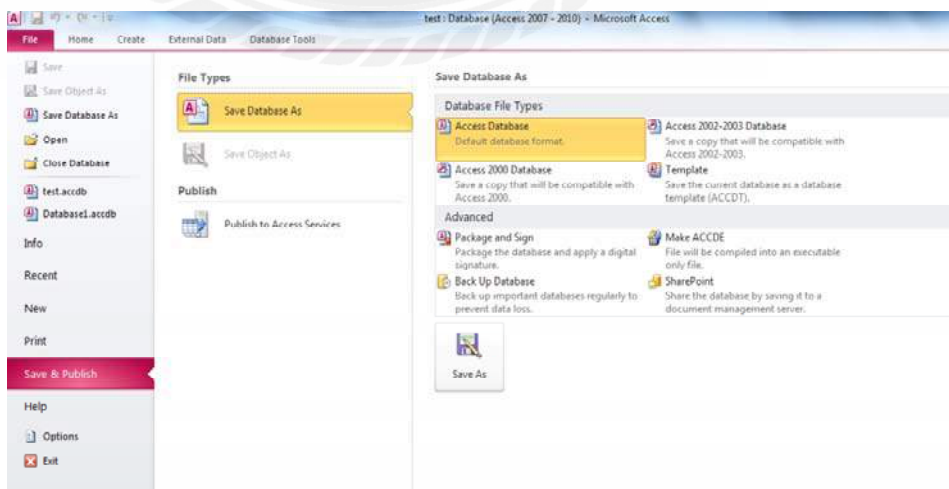 test : Database (Access 2007 - 2010) - Microsoft Access
File Home Create External Data Database Tools
Save
Save Object As
Save Database As
Open
Close Database
test.accdb
Database1.accdb
Info
Recent
New
Print
Save & Publish
Help
Options
Exit
File Types
Save Database As
Save Object As
Publish
Publish to Access Services
Save Database As
Database File Types
Access Database
Default database format.
Access 2002-2003 Database
Save a copy that will be compatible with
Access 2002-2003.
Access 2000 Database
Save a copy that will be compatible with
Access 2000.
Template
Save the current database as a database
template (ACCDT).
Advanced
Package and Sign
Package the database and apply a digital
signature.
Make ACCDE
File will be compiled into an executable
only file.
Back Up Database
Back up important databases regularly to
prevent data loss.
SharePoint
Share the database by saving it to a
document management server.
Save As